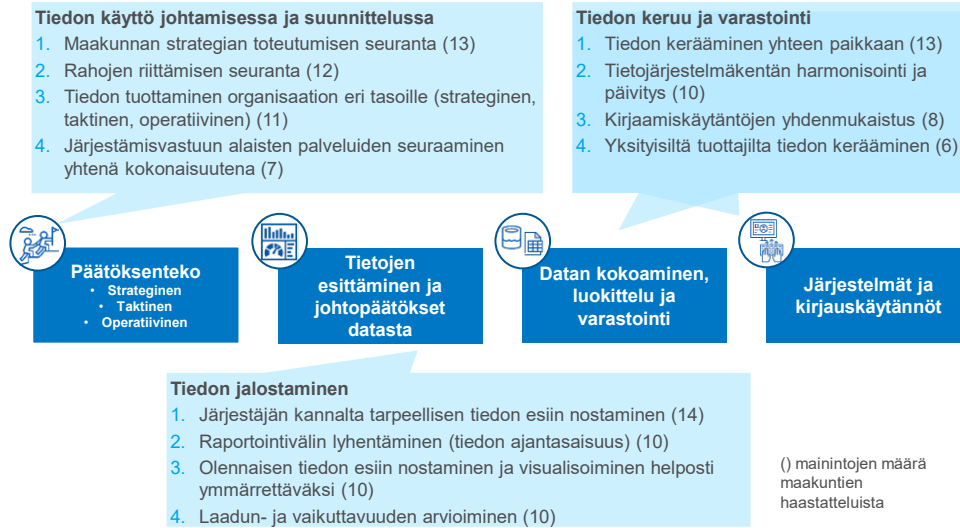 Tiedon käyttö johtamisessa ja suunnittelussa
1. Maakunnan strategian toteutumisen seuranta (13)
2. Rahojen riittämisen seuranta (12)
3. Tiedon tuottaminen organisaation eri tasoille (strateginen,
taktinen, operatiivinen) (11)
4. Järjestämisvastuun alaisten palveluiden seuraaminen
yhtenä kokonaisuutena (7)
Tiedon keruu ja varastointi
1. Tiedon kerääminen yhteen paikkaan (13)
2. Tietojärjestelmäkentän harmonisointi ja
päivitys (10)
3. Kirjaamiskäytäntöjen yhdenmukaistus (8)
4. Yksityisiltä tuottajilta tiedon kerääminen (6)
Päätöksenteko
• Strateginen
• Taktinen
• Operatiivinen
Tietojen
esittäminen ja
johtopäätökset
datasta
Datan kokoaminen,
luokittelu ja
varastointi
Järjestelmät ja
kirjauskäytännöt
Tiedon jalostaminen
1. Järjestäjän kannalta tarpeellisen tiedon esiin nostaminen (14)
2. Raportointivälin lyhentäminen (tiedon ajantasaisuus) (10)
3. Olennaisen tiedon esiin nostaminen ja visualisoiminen helposti
ymmärrettäväksi (10)
4. Laadun- ja vaikuttavuuden arvioiminen (10)
() mainintojen määrä
maakuntien
haastatteluista